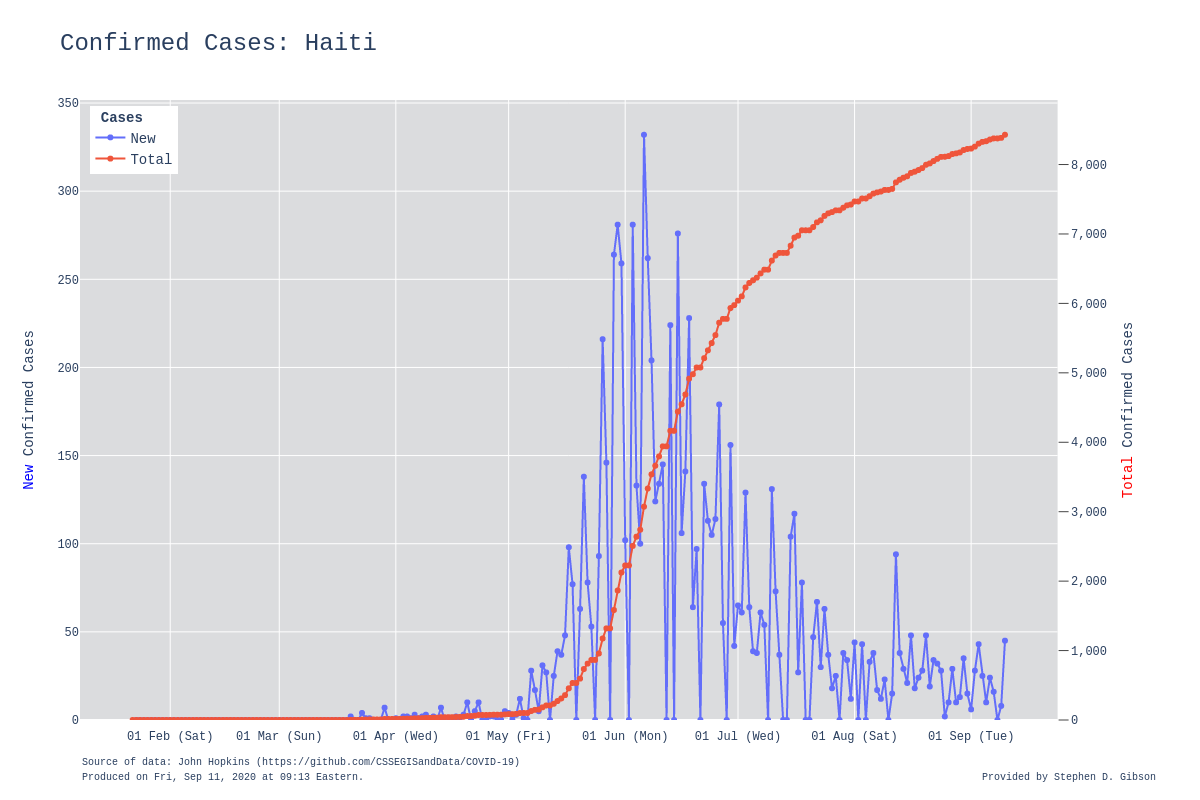 Confirmed Cases: Haiti
Cases
New
Total
350
300
250
200
150
100
50
0
8,000
7,000
6,000
5,000
4,000
3,000
2,000
1,000
0
New Confirmed Cases
Total Confirmed Cases
01 Feb (Sat) 01 Mar (Sun) 01 Apr (Wed) 01 May (Fri) 01 Jun (Mon) 01 Jul (Wed) 01 Aug (Sat) 01 Sep (Tue)
Source of data: John Hopkins (https://github.com/CSSEGISandData/COVID-19)
Produced on Fri, Sep 11, 2020 at 09:13 Eastern.
Provided by Stephen D. Gibson